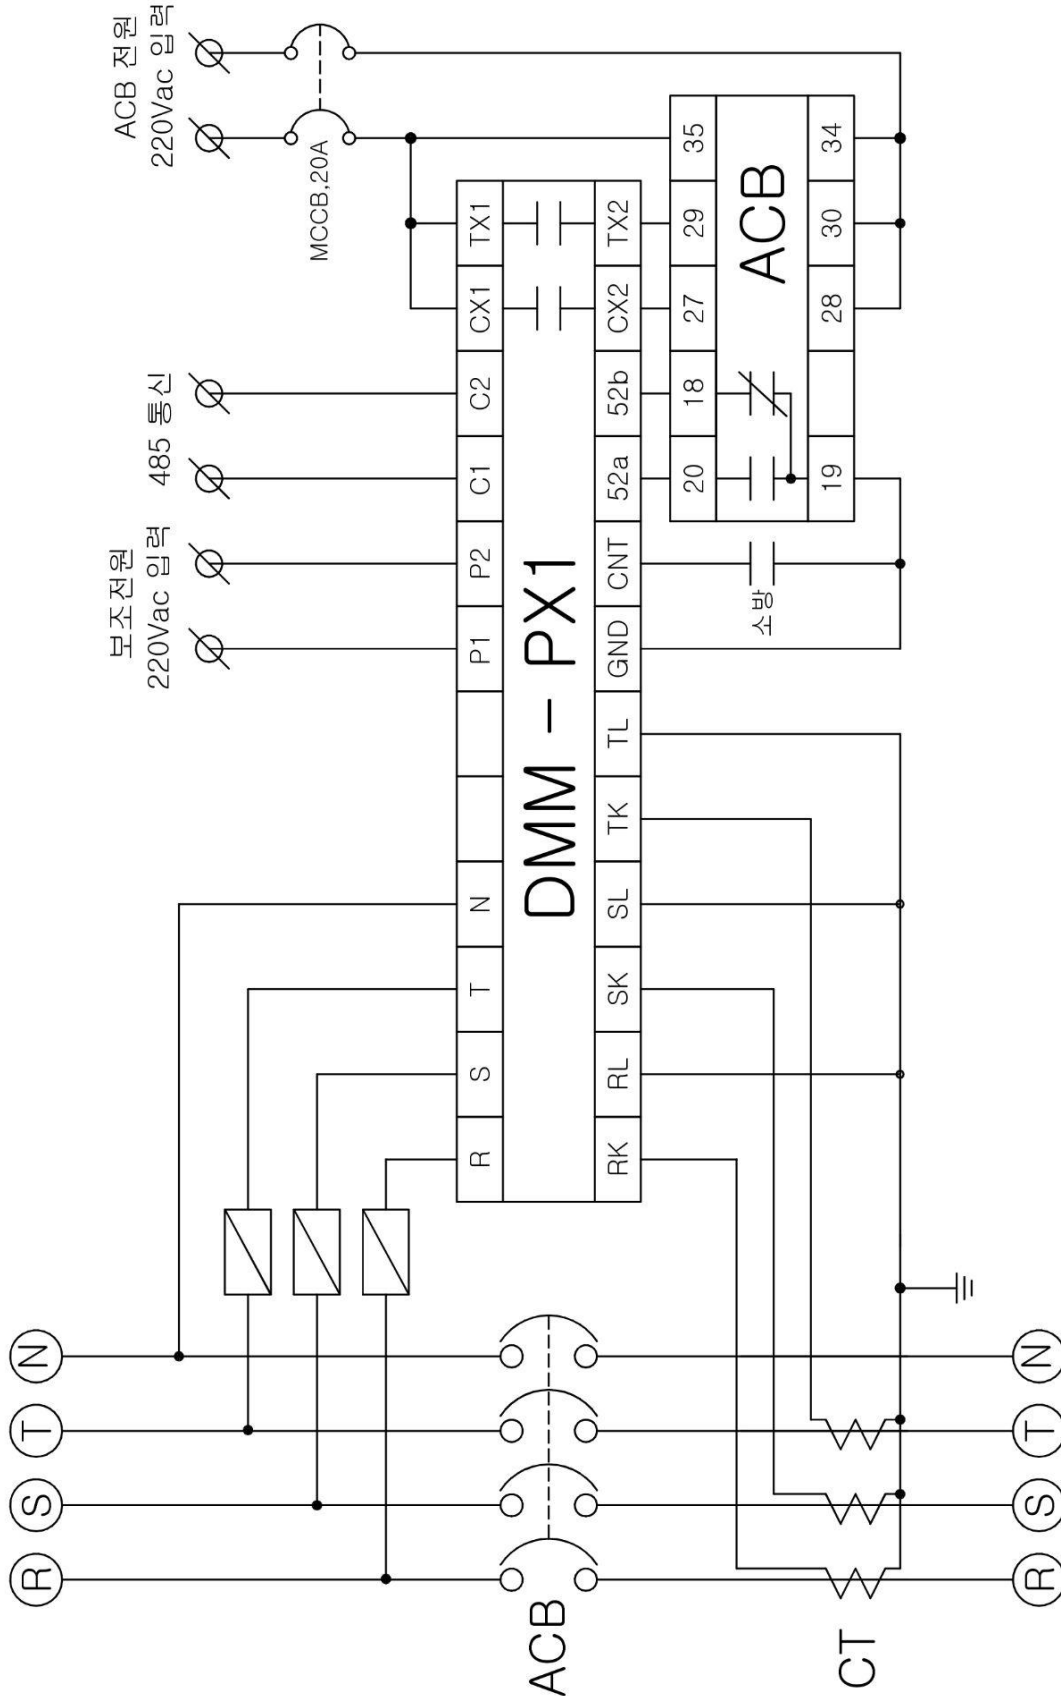 R S T N
ACB 전원
220Vac 입력
485 통신
보조전원
220Vac 입력
MCCB,20A
R S T N P1 P2 C1 C2 CX1 TX1
DMM - PX1
RK RL SK SL TK TL GND CNT 52a 52b CX2 TX2
ACB
20 18 27 29 35
ACB
소방
19 28 30 34
CT
R S T N